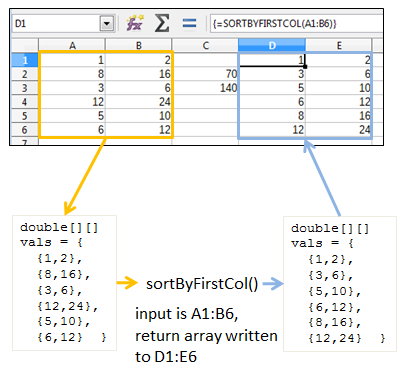 D1 {=SORTBYFIRSTCOL(A1:B6)}
A B C D E
1 1 2 1 2
2 8 16 70 3 6
3 3 6 140 5 10
4 12 24 6 12
5 5 10 8 16
6 6 12 12 24
double[][]
vals = {
{1,2},
{8,16},
{3,6},
{12,24},
{5,10},
{6,12} }
sortByFirstCol()
input is A1:B6,
return array written
to D1:E6
double[][]
vals = {
{1,2},
{3,6},
{5,10},
{6,12},
{8,16},
{12,24} }